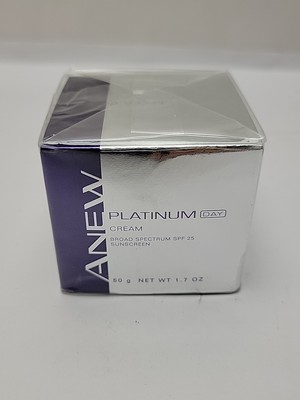 ANEW
PLATINUM DAY
CREAM
BROAD SPECTRUM SPF 25
SUNSCREEN
50 g NET WT 1.7 OZ